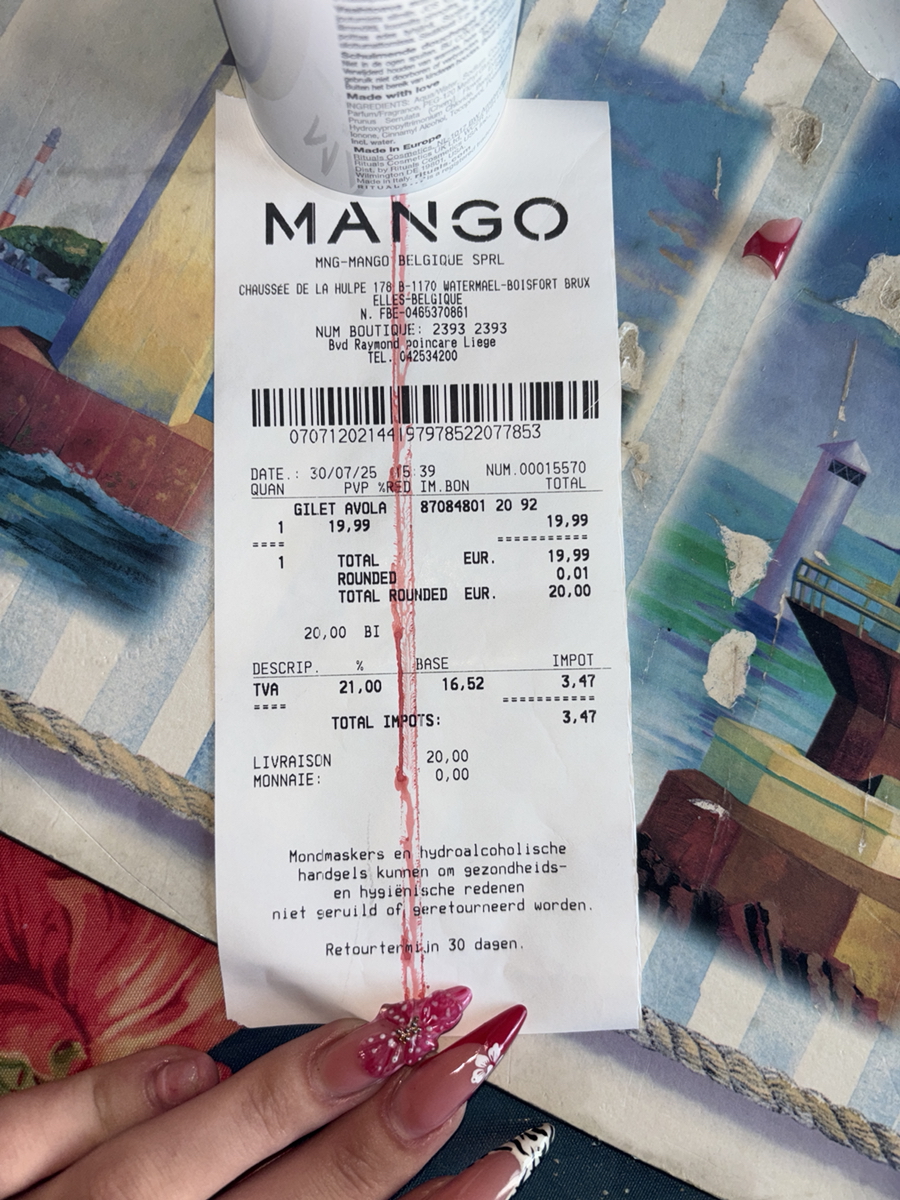 Made with love
Made in Europe
MANGO
MNG-MANGO BELGIQUE SPRL
CHAUSSéE DE LA HULPE 178 B-1170 WATERMAEL-BOISFORT BRUX
ELLES-BELGIQUE
N. FBE-0465370861
NUM BOUTIQUE: 2393 2393
Bvd Raymond poincare Liege
TEL. 042534200
DATE.: 30/07/25 15:39 NUM.00015570
QUAN PVP %RED IM.BON TOTAL
GILET AVOLA 87084801 20 92
1 19,99 19,99
==== ===========
1 TOTAL EUR. 19,99
ROUNDED 0,01
TOTAL ROUNDED EUR. 20,00
20,00 BI
DESCRIP. % BASE IMPOT
TVA 21,00 16,52 3,47
==== ===========
TOTAL IMPOTS: 3,47
LIVRAISON 20,00
MONNAIE: 0,00
Mondmaskers en hydroalcoholische
handgels kunnen om gezondheids-
en hygiënische redenen
niet geruild of geretourneerd worden.
Retourtermijn 30 dagen.